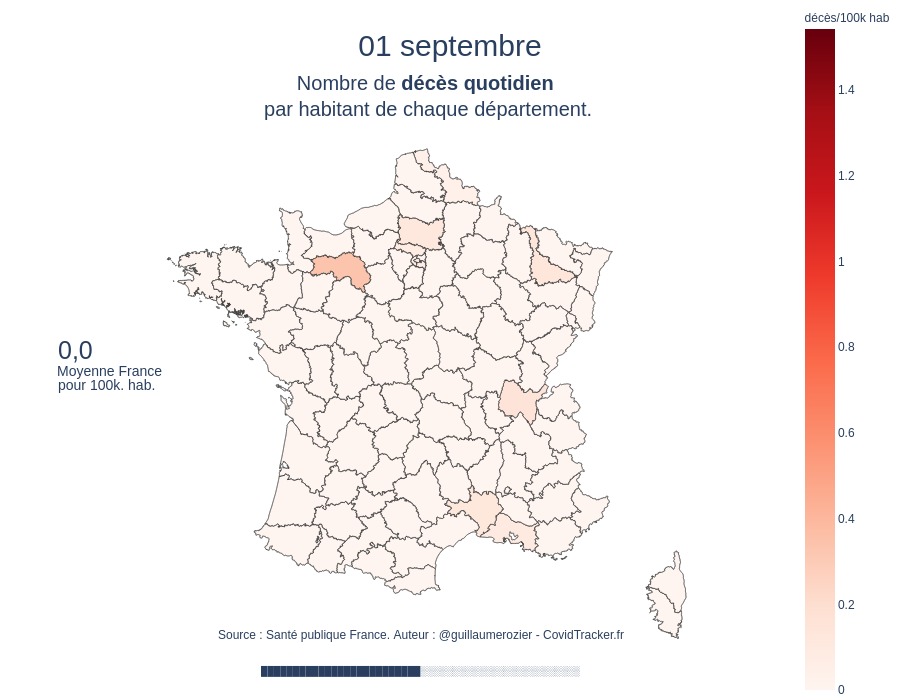 décès/100k hab
01 septembre
Nombre de décès quotidien
par habitant de chaque département.
1.4
1.2
1
0.8
0.6
0.4
0.2
0
0,0
Moyenne France
pour 100k. hab.
Source : Santé publique France. Auteur : @guillaumerozier - CovidTracker.fr